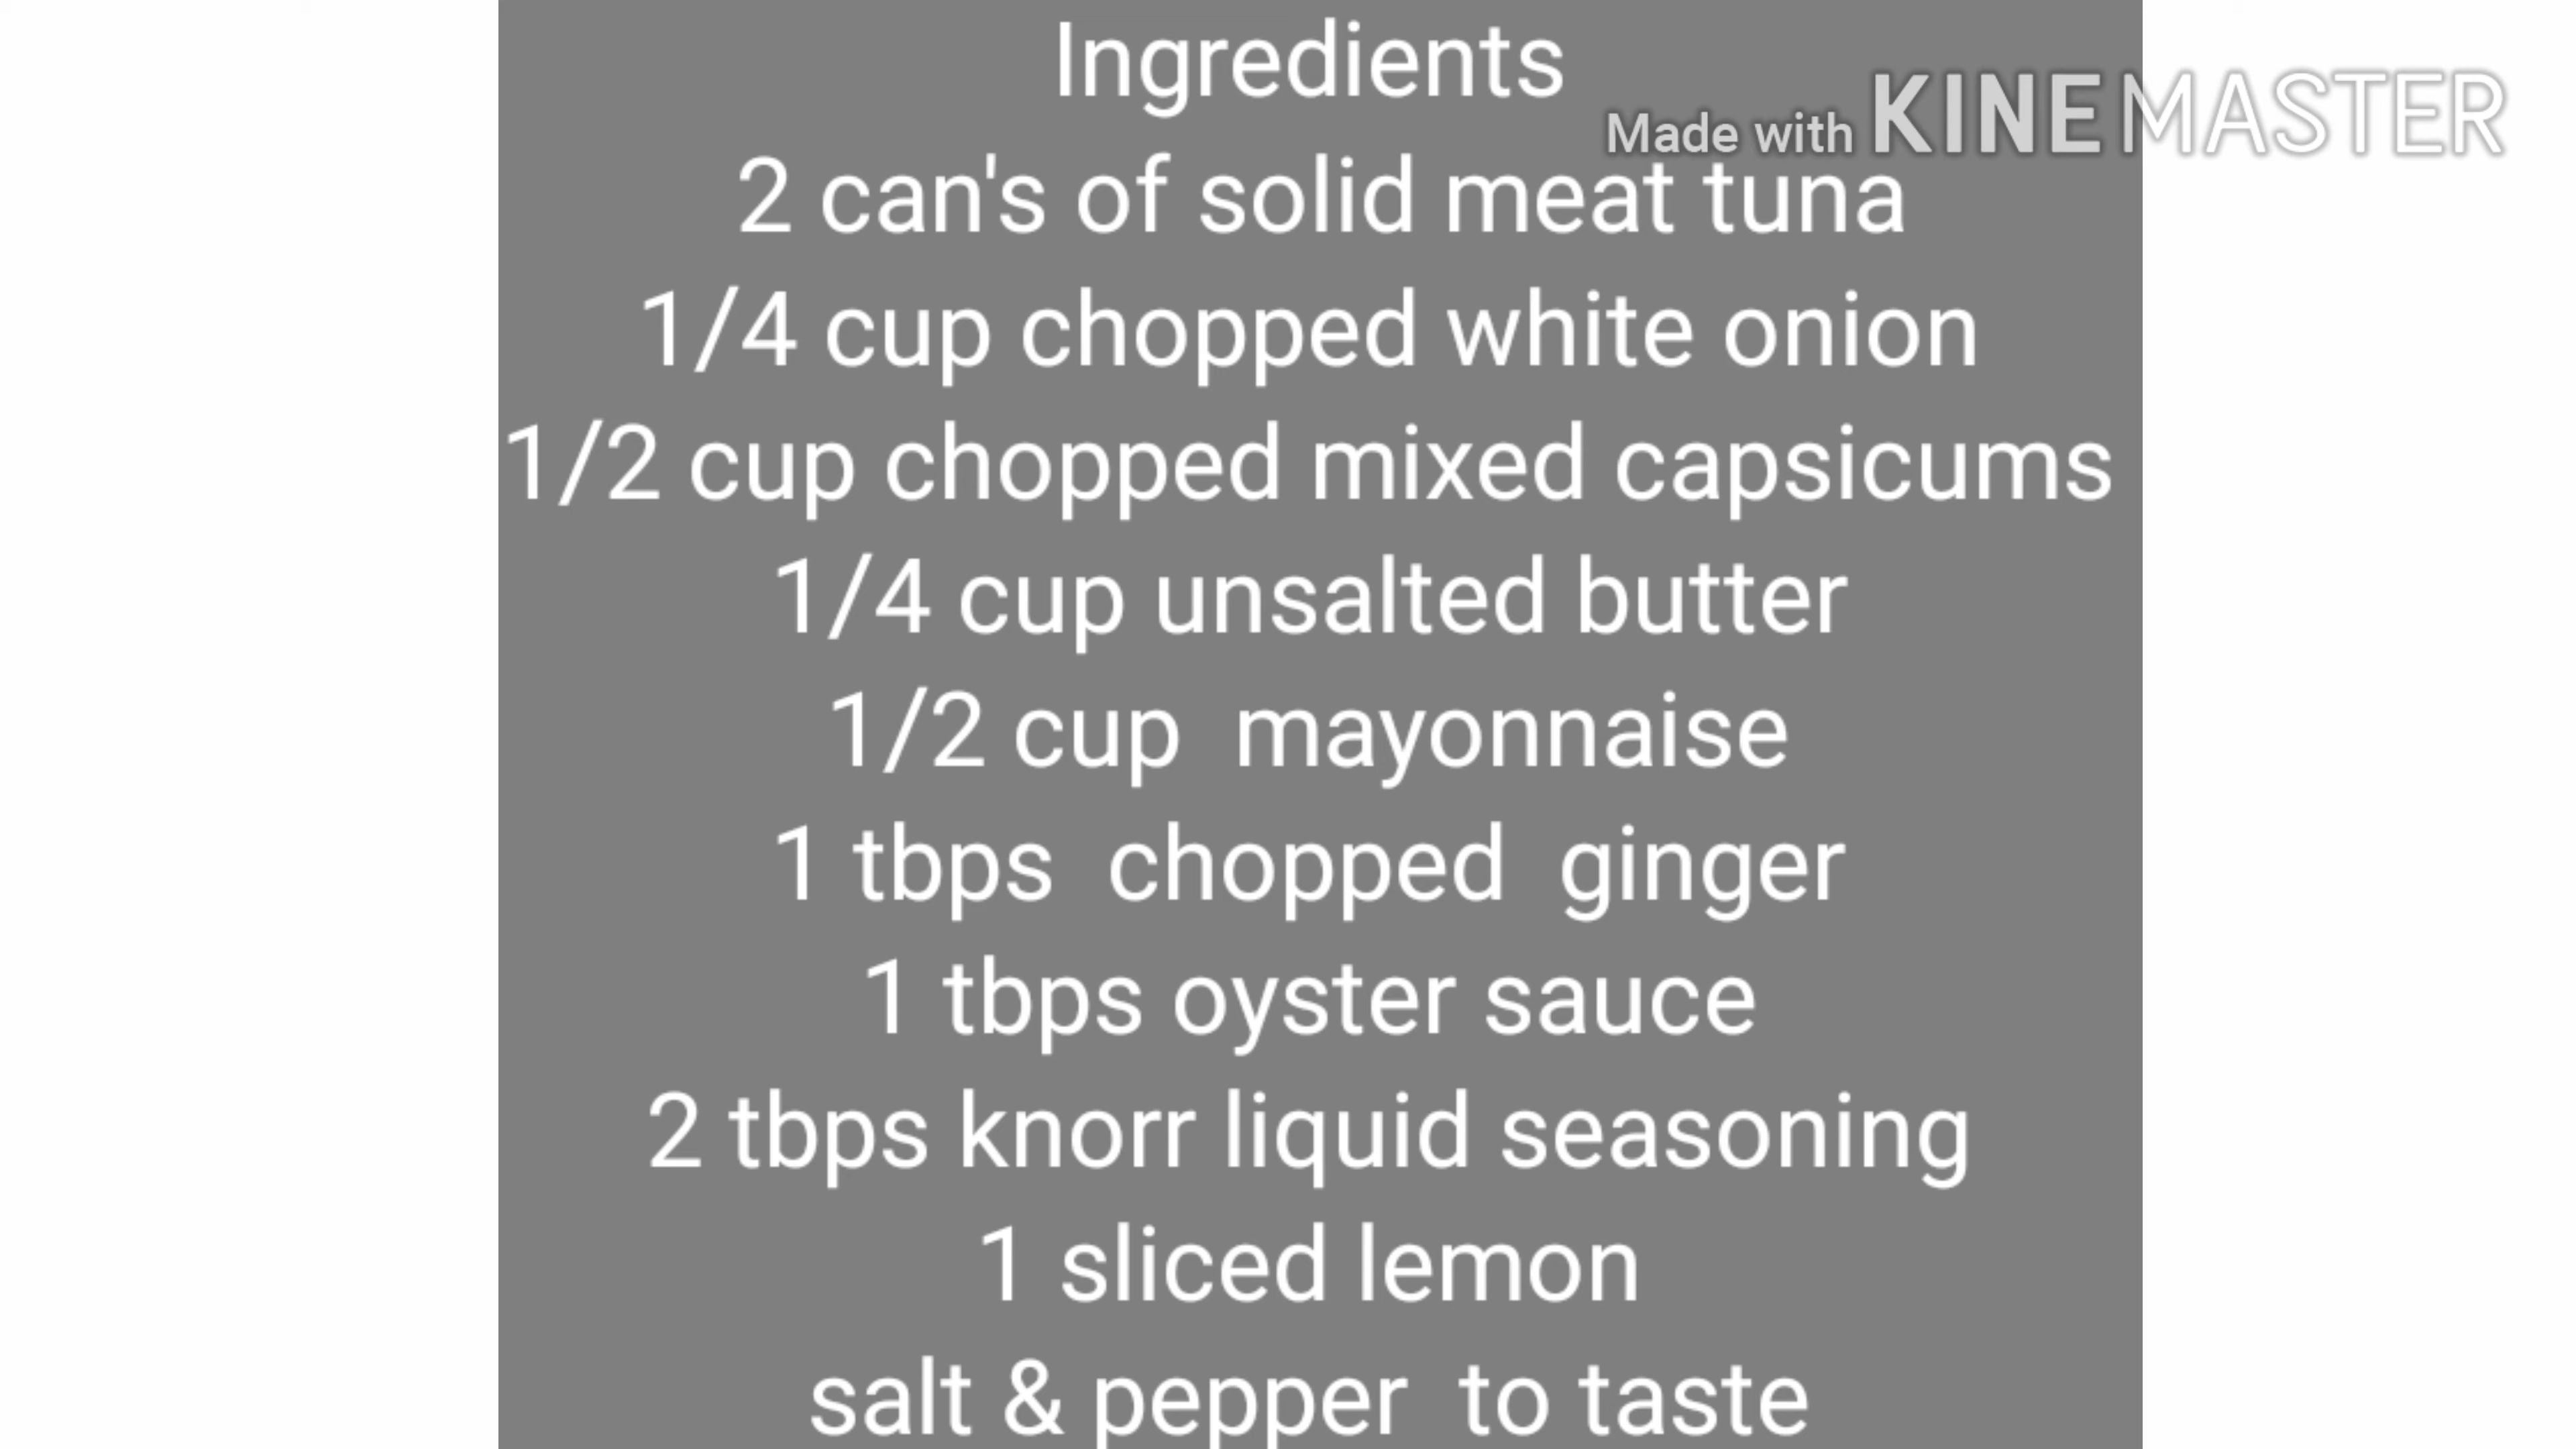 Ingredients
Made with KINEMASTER
2 can's of solid meat tuna
1/4 cup chopped white onion
1/2 cup chopped mixed capsicums
1/4 cup unsalted butter
1/2 cup  mayonnaise
1 tbps  chopped  ginger
1 tbps oyster sauce
2 tbps knorr liquid seasoning
1 sliced lemon
salt & pepper  to taste